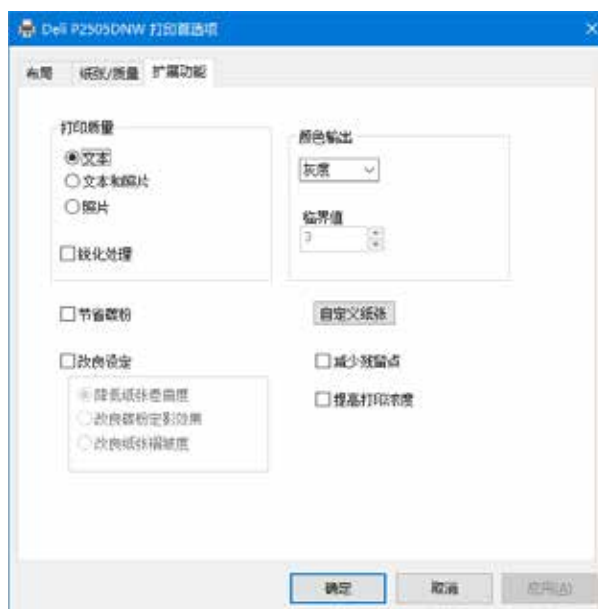 Deli P2505DNW 打印首选项
布局
纸张/质量
扩展功能
打印质量
文本
文本和照片
照片
锐化处理
颜色输出
灰度
临界值
3
节省碳粉
自定义纸张
改良设定
降低纸张卷曲度
改良碳粉定影效果
改良纸张褶皱度
减少残留点
提高打印浓度
确定
取消
应用(A)